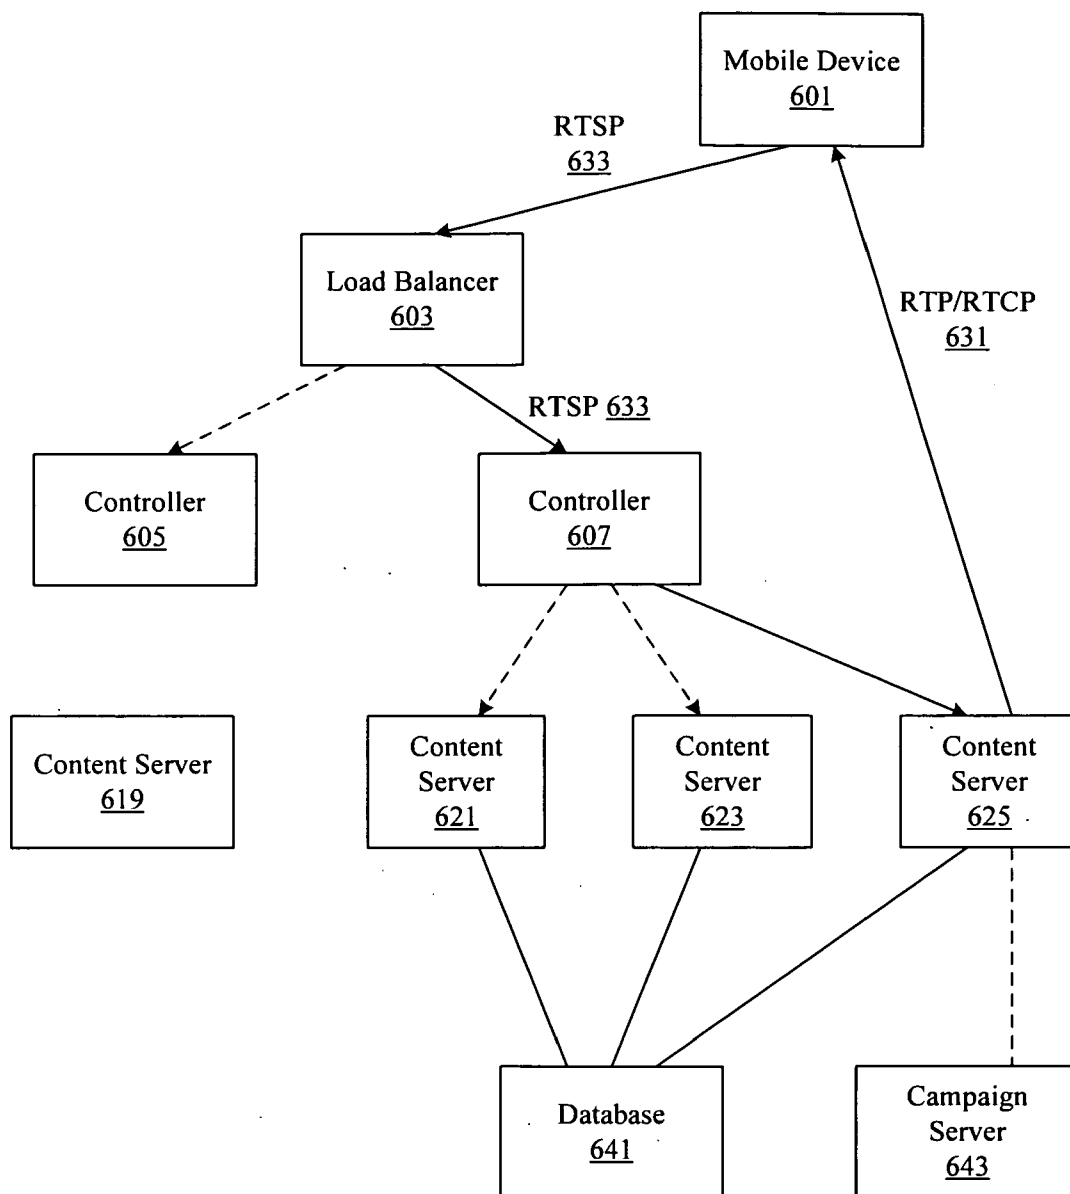 Mobile Device
601
RTSP
633
Load Balancer
603
RTP/RTCP
631
RTSP 633
Controller
605
Controller
607
Content Server
619
Content
Server
621
Content
Server
623
Content
Server
625
Database
641
Campaign
Server
643